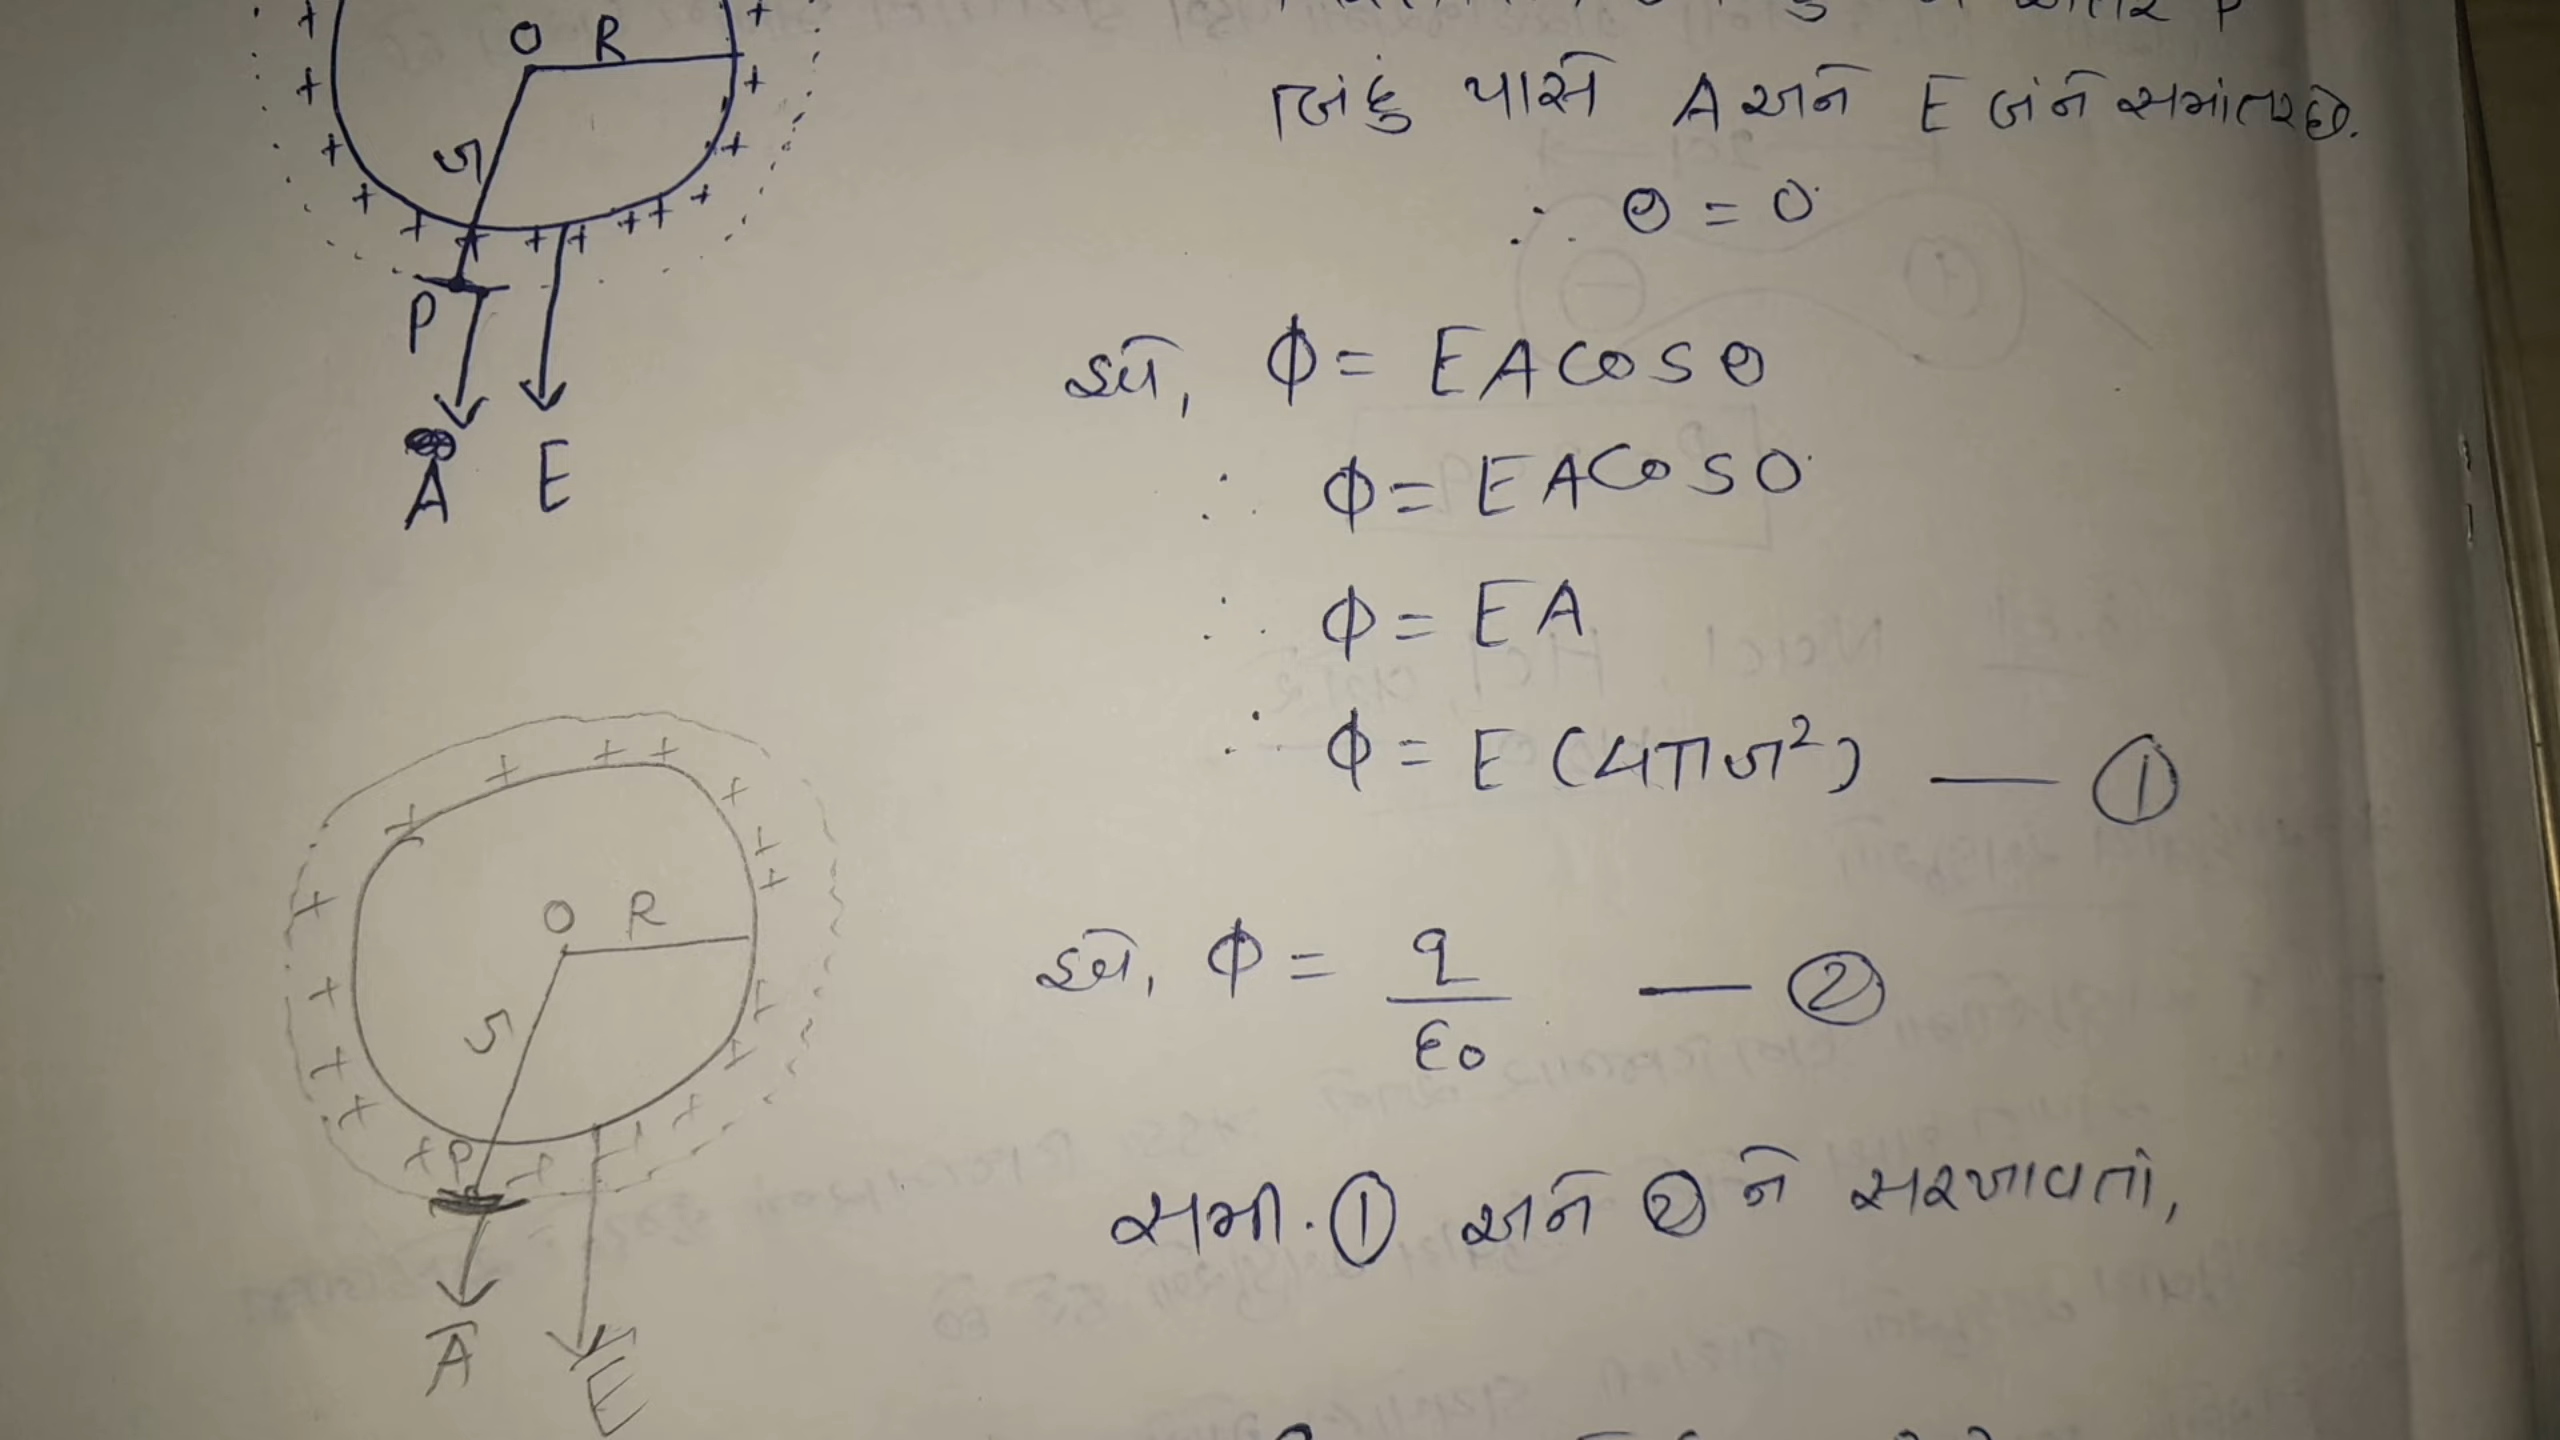 O R
r
P
A E
બિંદુ પાસે A અને E બંને સમાંતર છે.
∴ θ = 0
હવે, Φ = EA cos θ
∴ Φ = EA cos 0
∴ Φ = EA
∴ Φ = E (4πr²) — ①
O R
r
P
A E
હવે, Φ = q/ε0 — ②
સમી. ① અને ② ને સરખાવતાં,